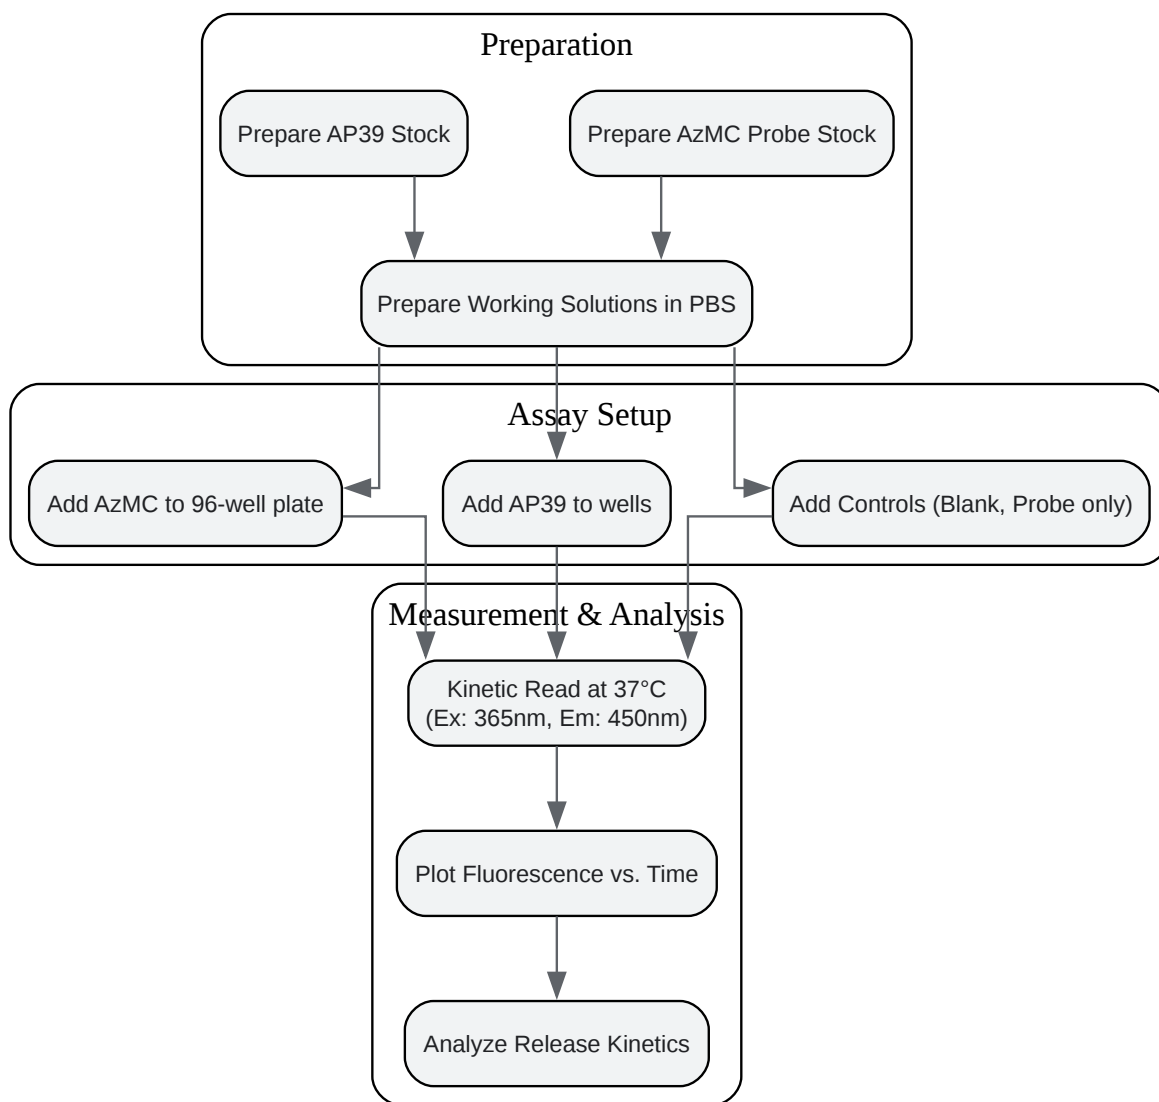 Preparation
Prepare AP39 Stock
Prepare AzMC Probe Stock
Prepare Working Solutions in PBS
Assay Setup
Add AzMC to 96-well plate
Add AP39 to wells
Add Controls (Blank, Probe only)
Measurement & Analysis
Kinetic Read at 37°C
(Ex: 365nm, Em: 450nm)
Plot Fluorescence vs. Time
Analyze Release Kinetics